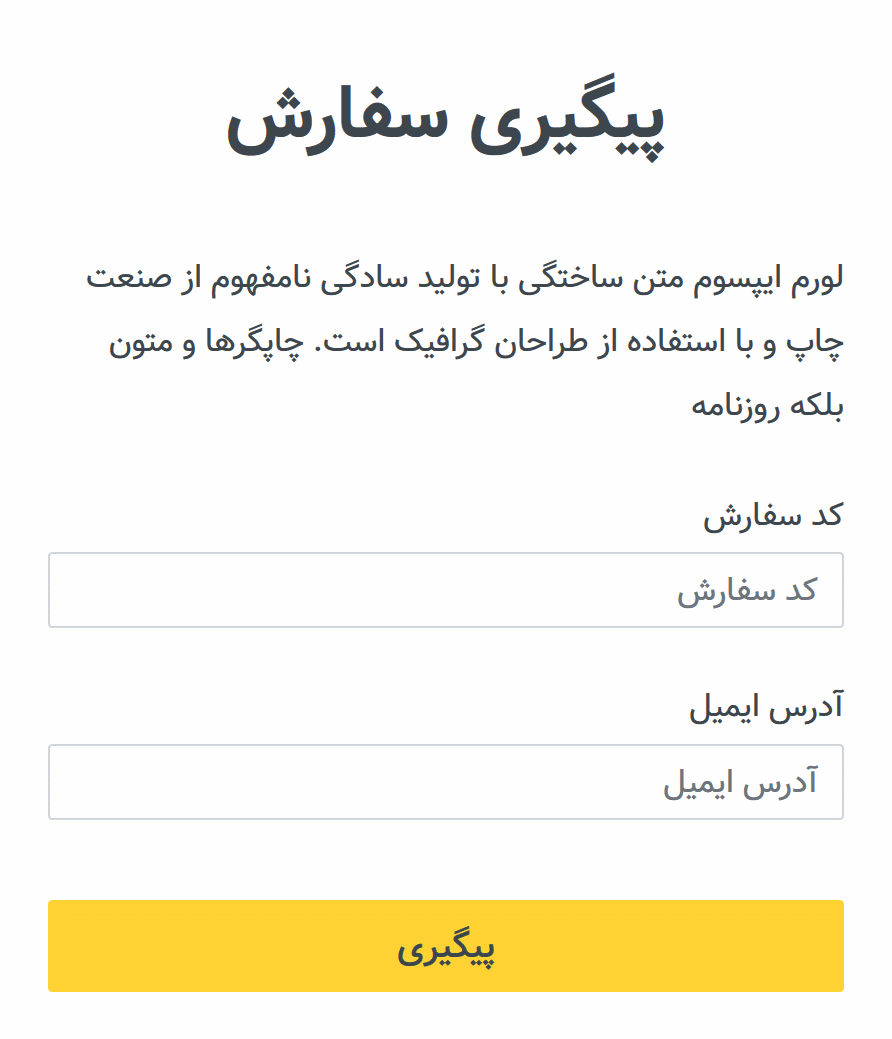 پیگیری سفارش
لورم ایپسوم متن ساختگی با تولید سادگی نامفهوم از صنعت
چاپ و با استفاده از طراحان گرافیک است. چاپگرها و متون
بلکه روزنامه
کد سفارش
کد سفارش
آدرس ایمیل
آدرس ایمیل
پیگیری